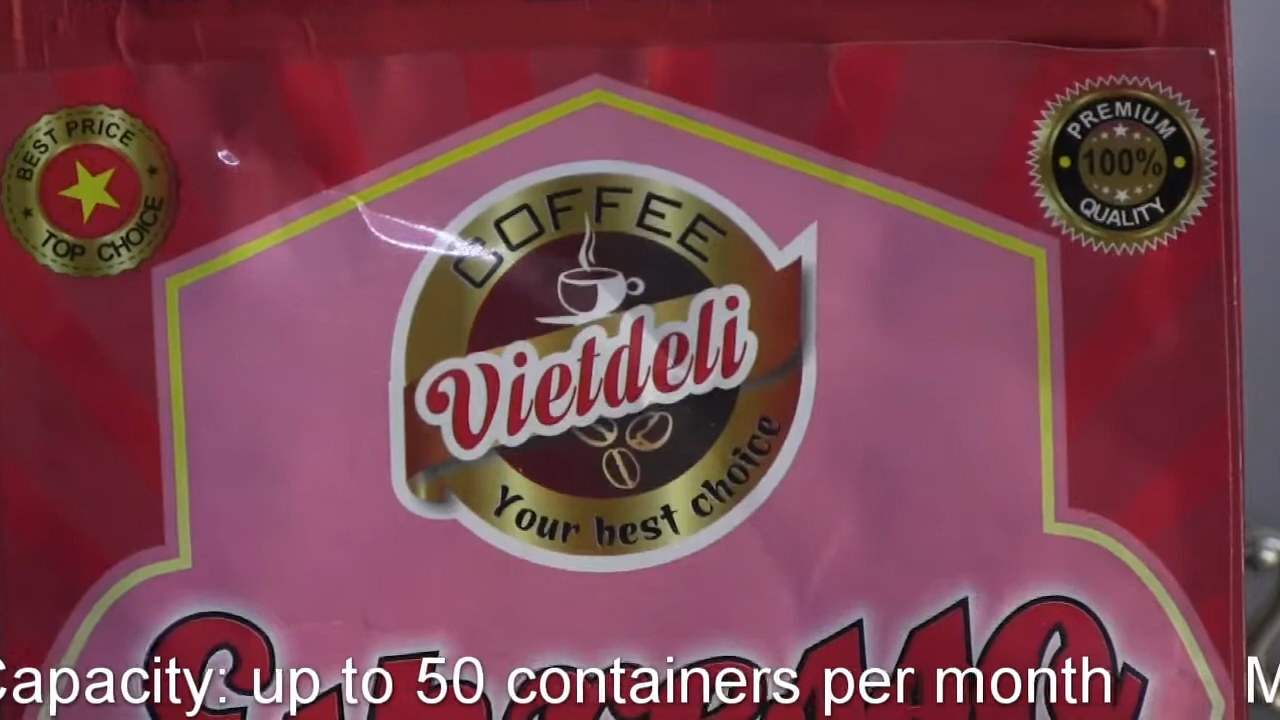 BEST PRICE
TOP CHOICE
PREMIUM
100%
QUALITY
COFFEE
Vietdeli
Your best choice
Capacity: up to 50 containers per month